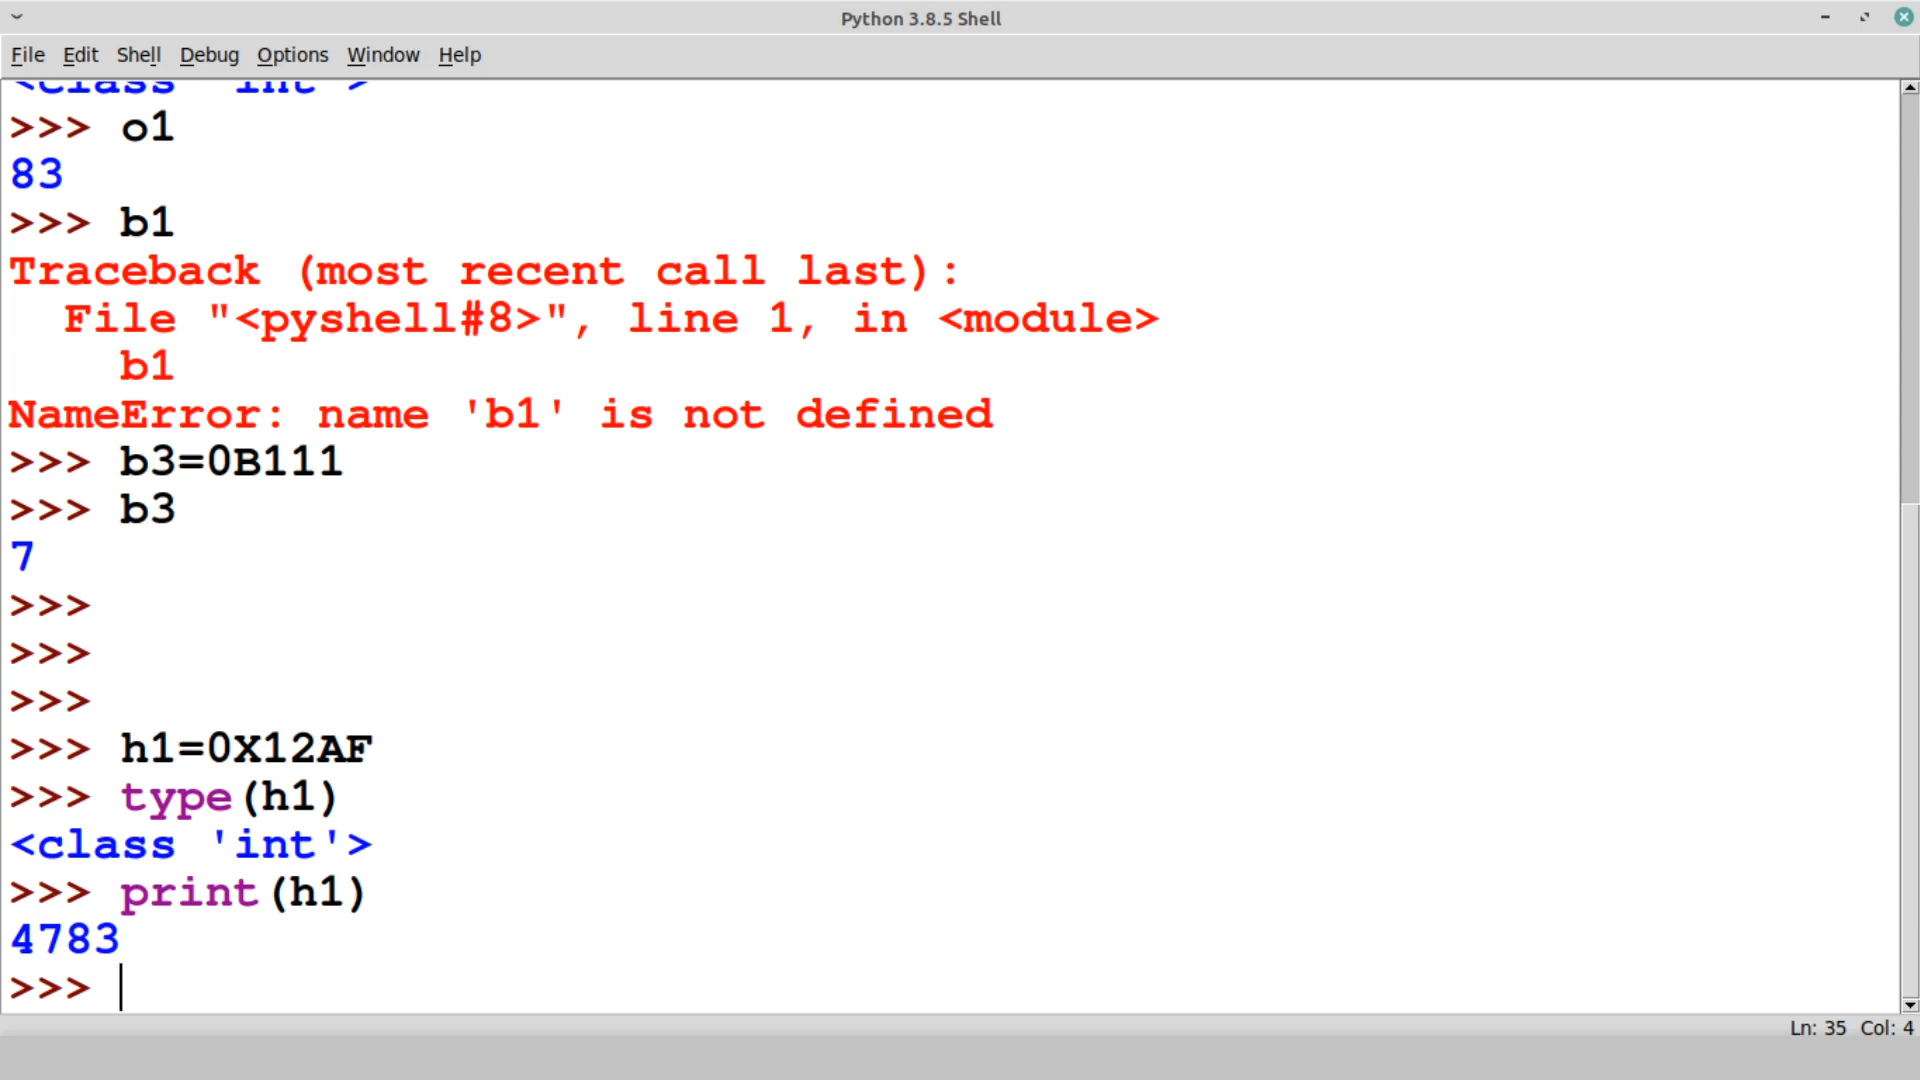 Python 3.8.5 Shell
File Edit Shell Debug Options Window Help
<class 'int'>
>>> o1
83
>>> b1
Traceback (most recent call last):
  File "<pyshell#8>", line 1, in <module>
    b1
NameError: name 'b1' is not defined
>>> b3=0B111
>>> b3
7
>>>
>>>
>>>
>>> h1=0X12AF
>>> type(h1)
<class 'int'>
>>> print(h1)
4783
>>>
Ln: 35 Col: 4